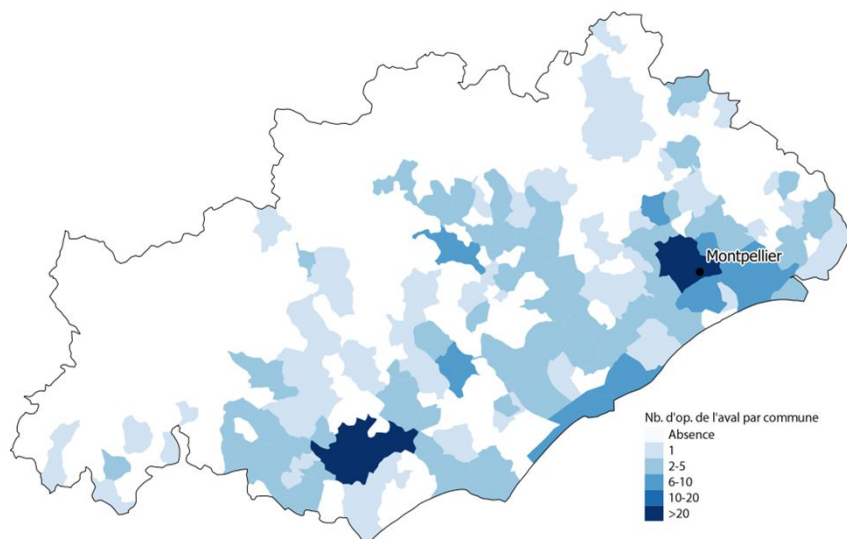 Montpellier
Nb. d'op. de l'aval par commune
Absence
1
2-5
6-10
10-20
>20